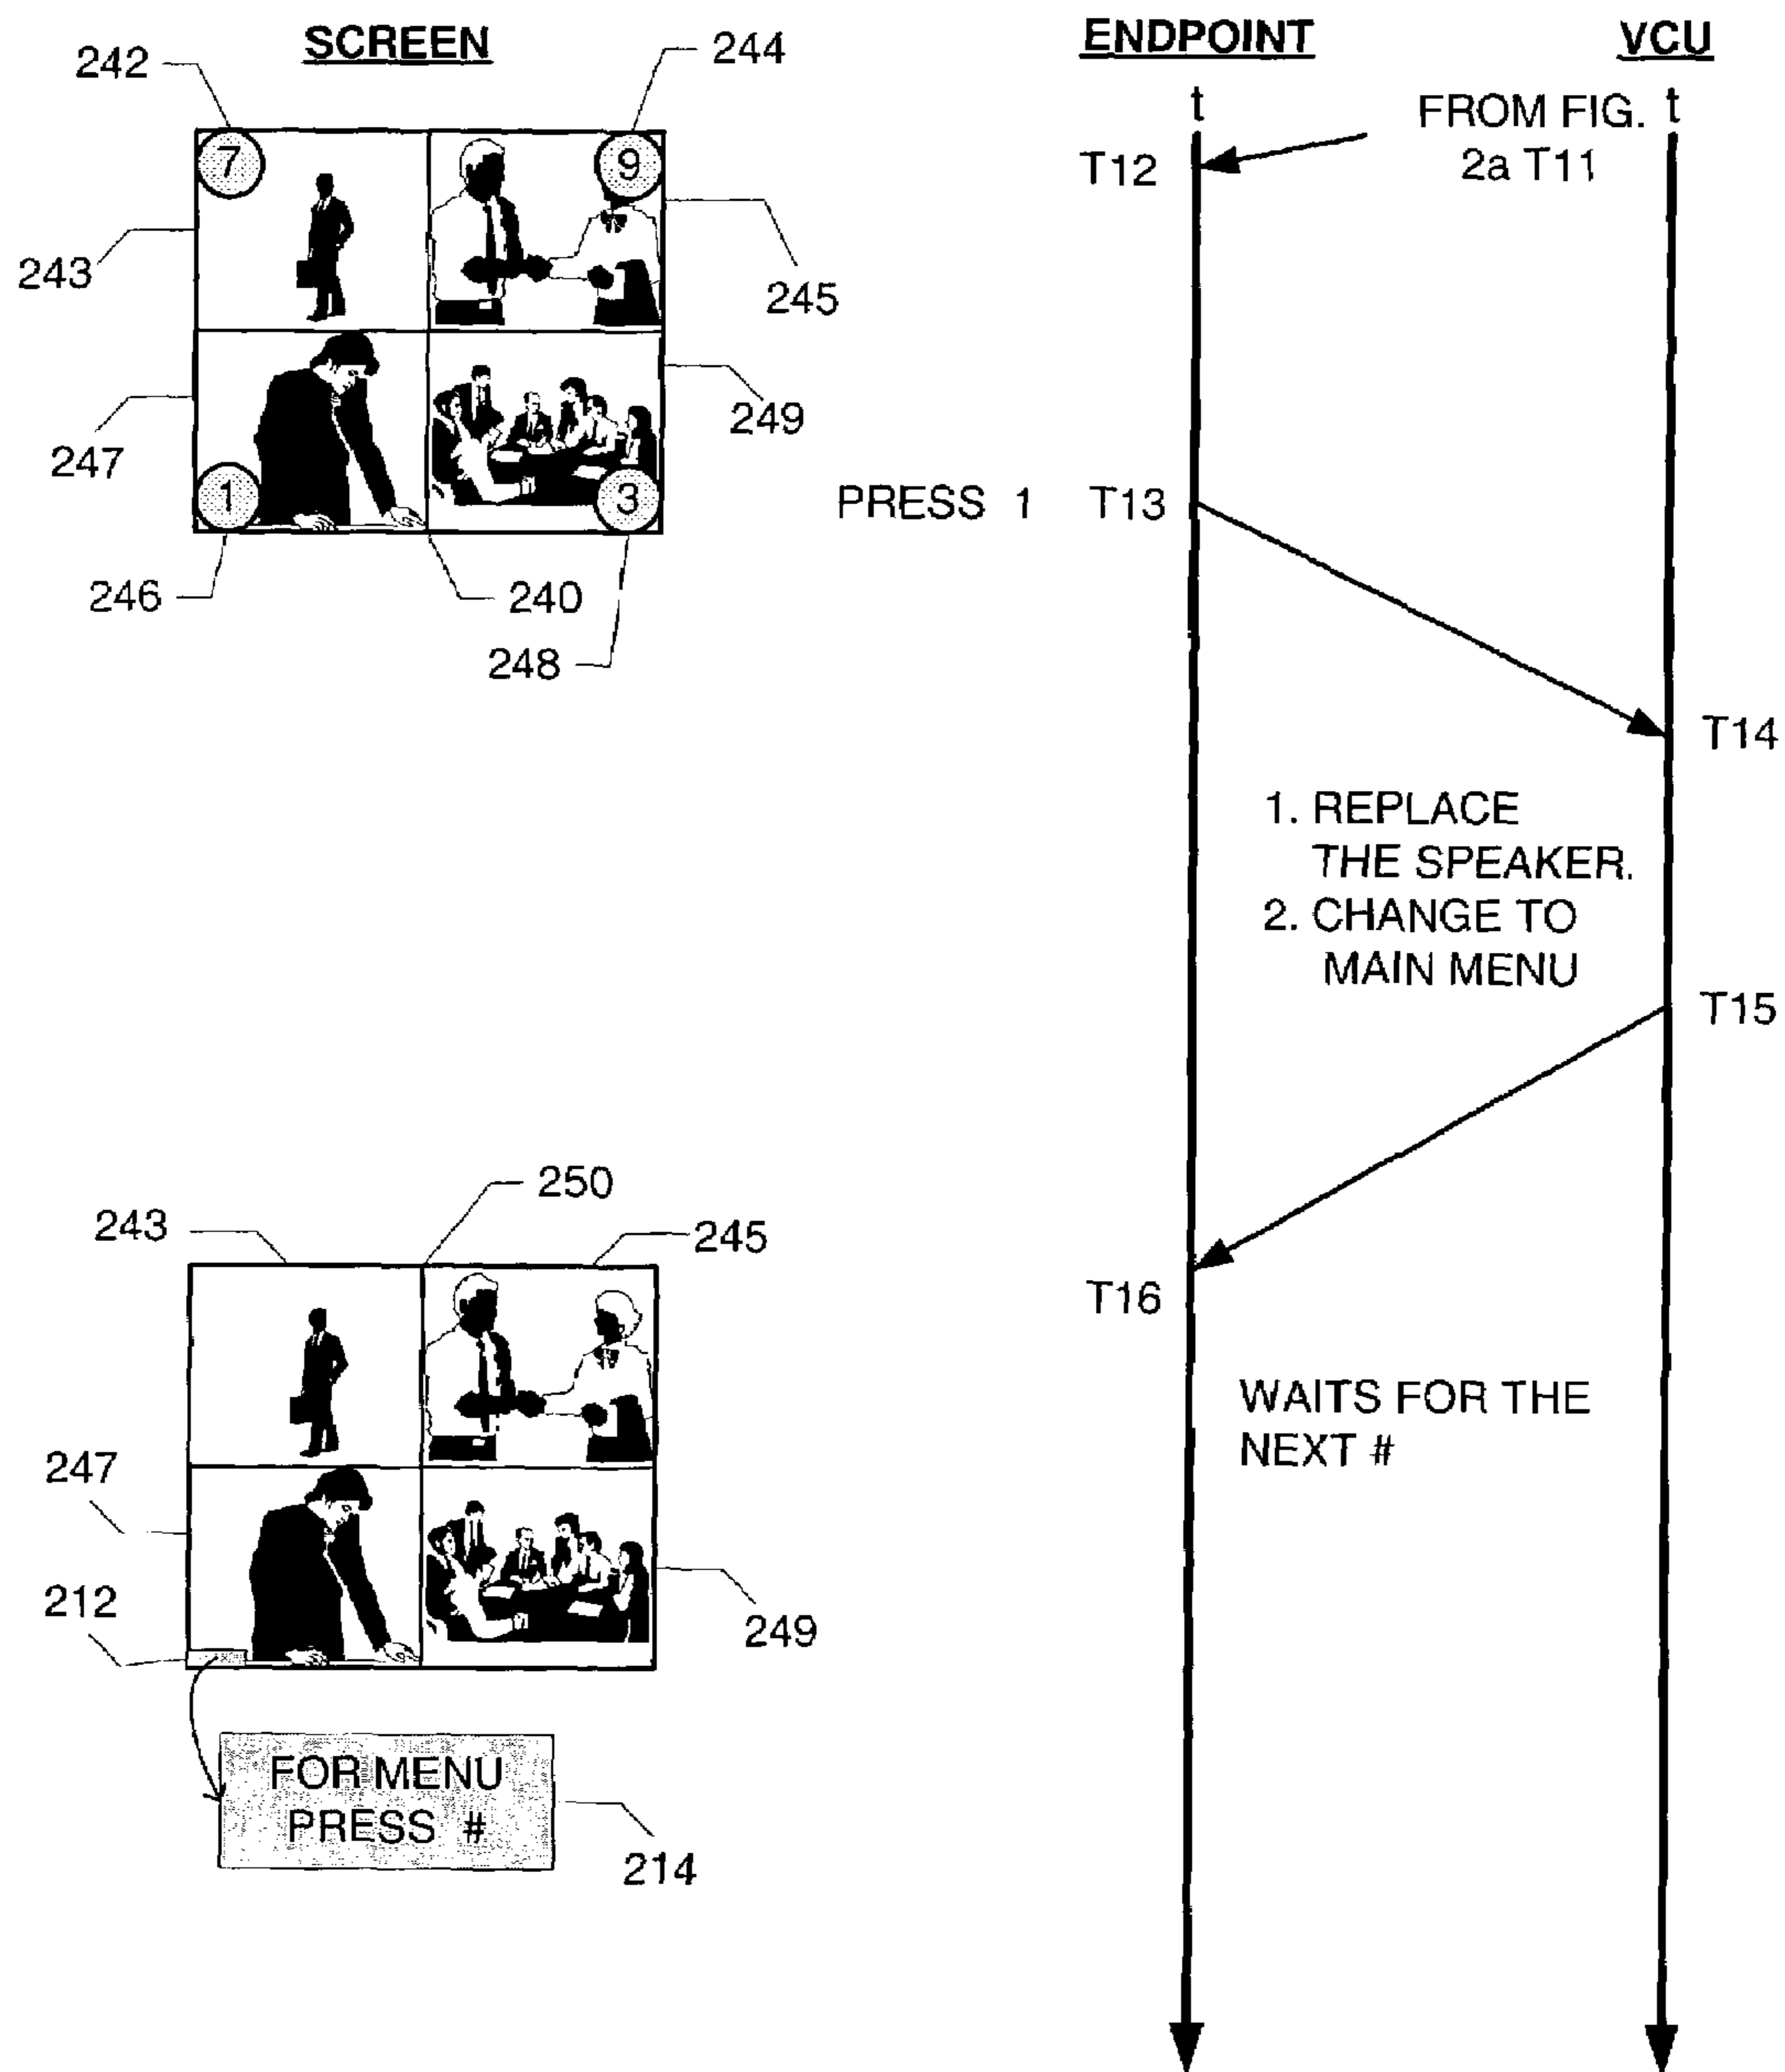 SCREEN
ENDPOINT
VCU
242
244
t
FROM FIG.
2a T11
t
7
9
T12
243
245
247
249
1
3
PRESS 1
T13
246
240
248
T14
1. REPLACE
THE SPEAKER.
2. CHANGE TO
MAIN MENU
T15
250
243
245
T16
WAITS FOR THE
NEXT #
247
212
249
FOR MENU
PRESS #
214